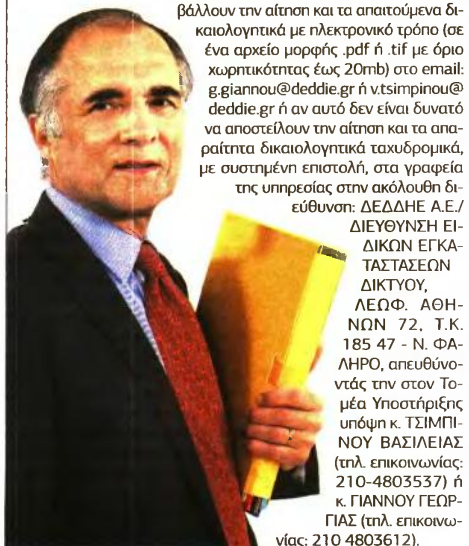 βάλλουν την αίτηση και τα απαιτούμενα δι-
καιολογητικά με ηλεκτρονικό τρόπο (σε
ένα αρχείο μορφής .pdf ή .tif με όριο
χωρητικότητας έως 20mb) στο email:
g.giannou@deddie.gr ή v.tsimpinou@
deddie.gr ή αν αυτό δεν είναι δυνατό
να αποστείλουν την αίτηση και τα απα-
ραίτητα δικαιολογητικά ταχυδρομικά,
με συστημένη επιστολή, στα γραφεία
της υπηρεσίας στην ακόλουθη δι-
εύθυνση: ΔΕΔΔΗΕ Α.Ε./
ΔΙΕΥΘΥΝΣΗ ΕΙ-
ΔΙΚΩΝ ΕΓΚΑ-
ΤΑΣΤΑΣΕΩΝ
ΔΙΚΤΥΟΥ,
ΛΕΩΦ. ΑΘΗ-
ΝΩΝ 72, Τ.Κ.
185 47 - Ν. ΦΑ-
ΛΗΡΟ, απευθύνο-
ντάς την στον Το-
μέα Υποστήριξης
υπόψη κ. ΤΣΙΜΠΙ-
ΝΟΥ ΒΑΣΙΛΕΙΑΣ
(τηλ. επικοινωνίας:
210-4803537) ή
κ. ΓΙΑΝΝΟΥ ΓΕΩΡ-
ΓΙΑΣ (τηλ. επικοινω-
νίας: 210 4803612).